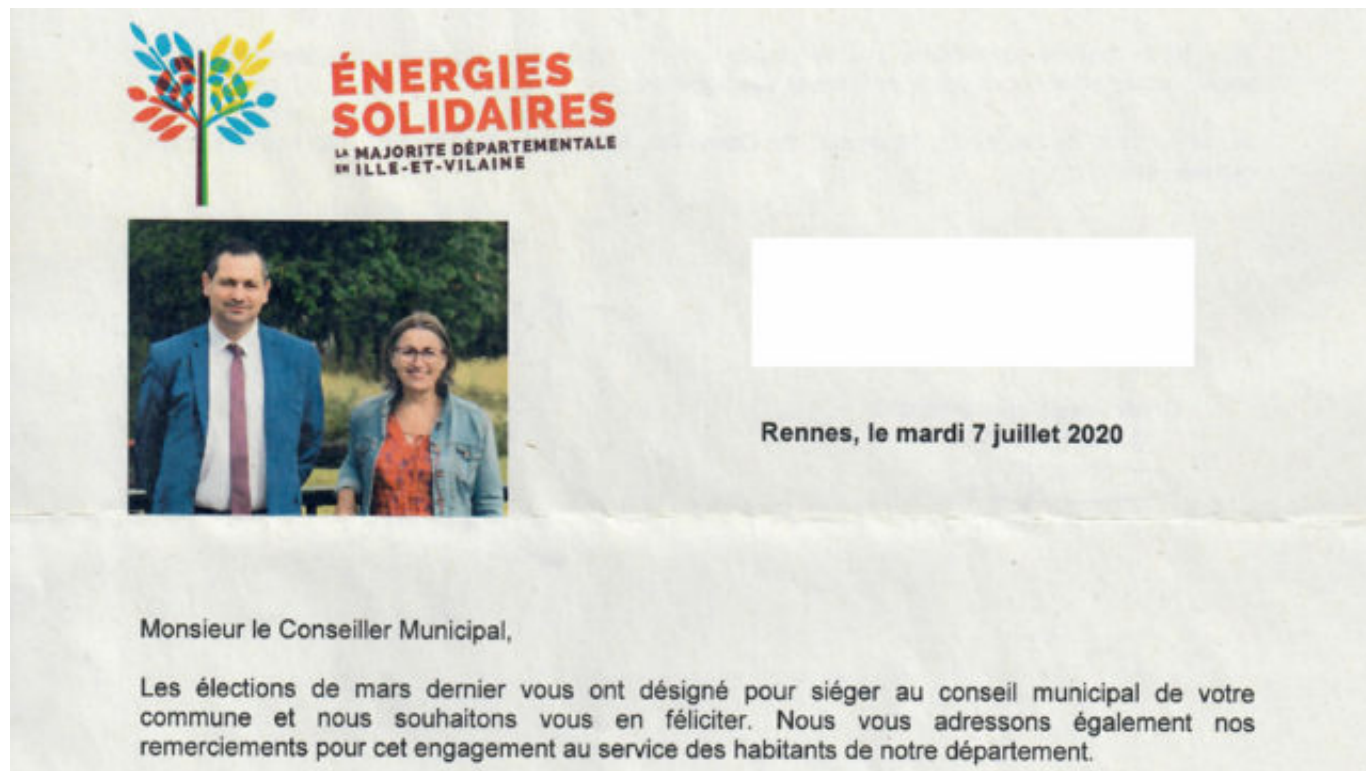 ÉNERGIES
SOLIDAIRES
LA MAJORITE DÉPARTEMENTALE
EN ILLE-ET-VILAINE
Rennes, le mardi 7 juillet 2020
Monsieur le Conseiller Municipal,
Les élections de mars dernier vous ont désigné pour siéger au conseil municipal de votre
commune et nous souhaitons vous en féliciter. Nous vous adressons également nos
remerciements pour cet engagement au service des habitants de notre département.